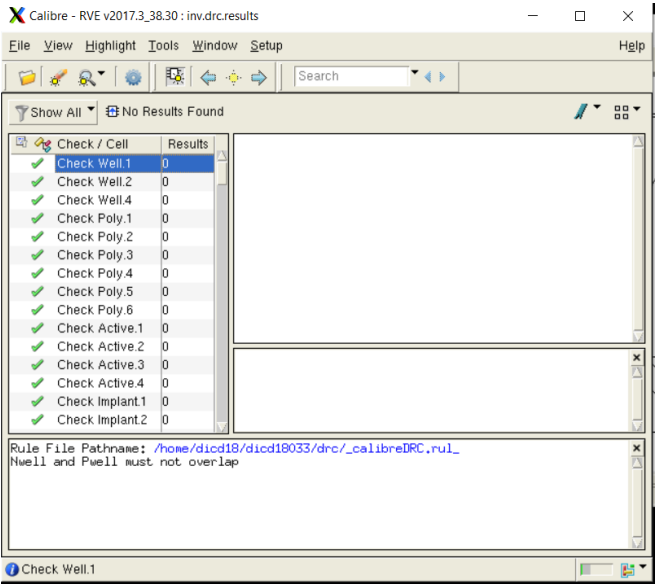 Calibre - RVE v2017.3_38.30 : inv.drc.results
File View Highlight Tools Window Setup Help
Search
Show All No Results Found
Check / Cell Results
Check Well.1 0
Check Well.2 0
Check Well.4 0
Check Poly.1 0
Check Poly.2 0
Check Poly.3 0
Check Poly.4 0
Check Poly.5 0
Check Poly.6 0
Check Active.1 0
Check Active.2 0
Check Active.3 0
Check Active.4 0
Check Implant.1 0
Check Implant.2 0
Rule File Pathname: /home/dicd18/dicd18033/drc/_calibreDRC.rul_
Nwell and Pwell must not overlap
Check Well.1